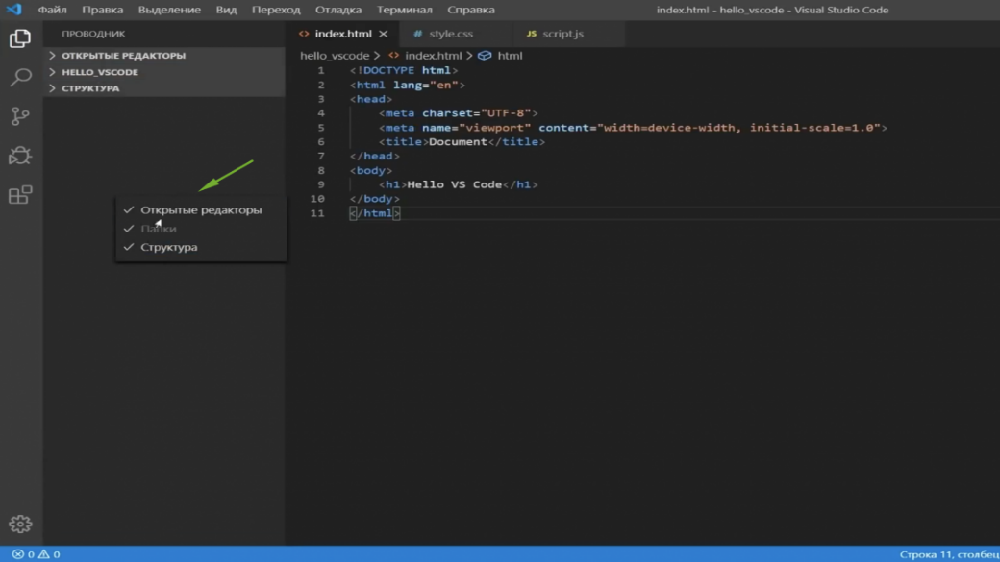 Файл Правка Выделение Вид Переход Отладка Терминал Справка index.html - hello_vscode - Visual Studio Code
ПРОВОДНИК
ОТКРЫТЫЕ РЕДАКТОРЫ
HELLO_VSCODE
СТРУКТУРА
Открытые редакторы
Папки
Структура
<> index.html # style.css JS script.js
hello_vscode > <> index.html > html
1 <!DOCTYPE html>
2 <html lang="en">
3 <head>
4 <meta charset="UTF-8">
5 <meta name="viewport" content="width=device-width, initial-scale=1.0">
6 <title>Document</title>
7 </head>
8 <body>
9 <h1>Hello VS Code</h1>
10 </body>
11 </html>
0 0 Строка 11, столбец